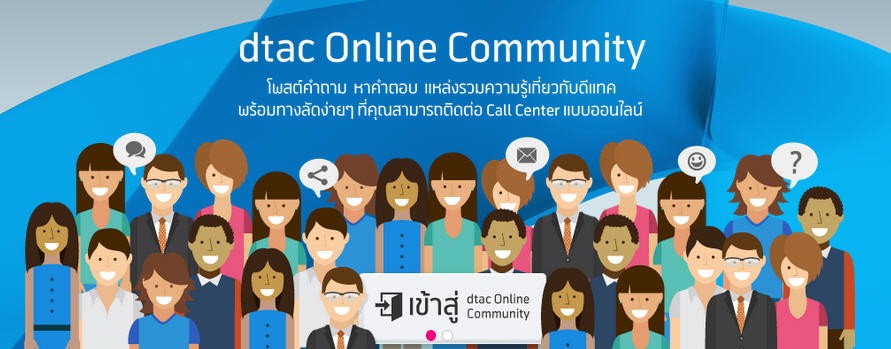 dtac Online Community
โพสต์คำถาม หาคำตอบ แหล่งรวมความรู้เกี่ยวกับดีแทค
พร้อมทางลัดง่ายๆ ที่คุณสามารถติดต่อ Call Center แบบออนไลน์
?
เข้าสู่ dtac Online
Community